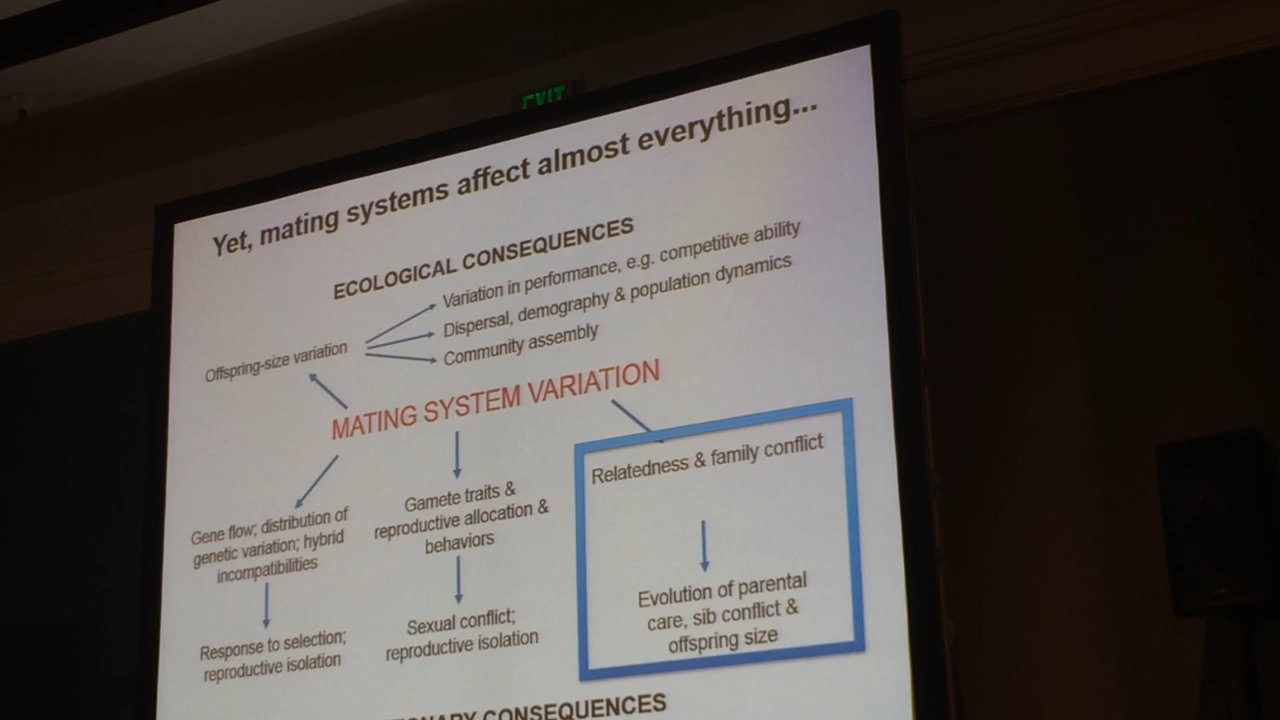 EXIT
Yet, mating systems affect almost everything...
ECOLOGICAL CONSEQUENCES
Variation in performance, e.g. competitive ability
Dispersal, demography & population dynamics
Community assembly
Offspring-size variation
MATING SYSTEM VARIATION
Gene flow; distribution of
genetic variation; hybrid
incompatibilities
Response to selection;
reproductive isolation
Gamete traits &
reproductive allocation &
behaviors
Sexual conflict;
reproductive isolation
Relatedness & family conflict
Evolution of parental
care, sib conflict &
offspring size
CONSEQUENCES